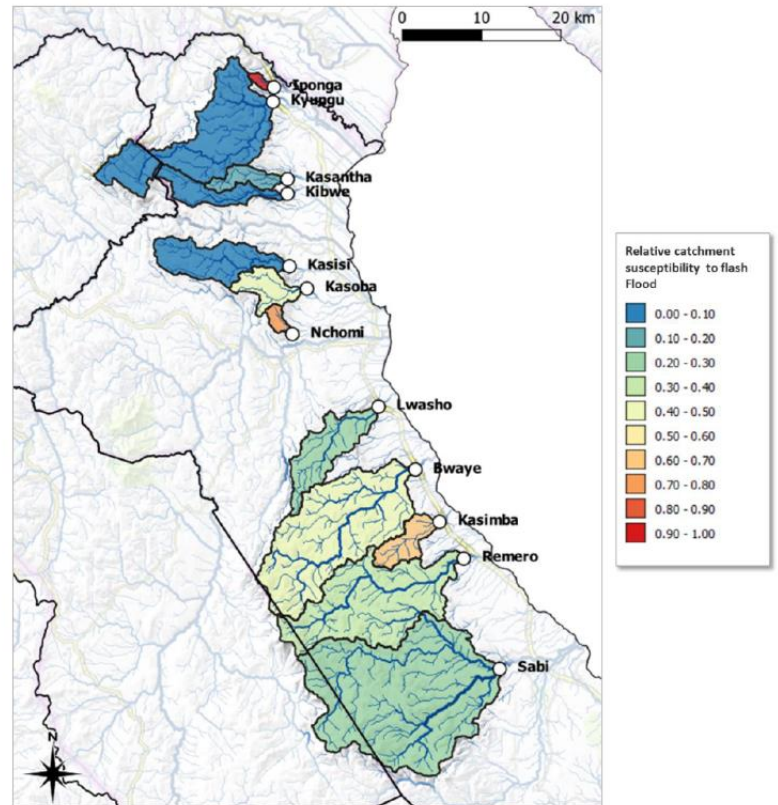 0 10 20 km
Iponga
Kyungu
Kasantha
Kibwe
Kasisi
Kasoba
Nchomi
Lwasho
Bwaye
Kasimba
Remero
Sabi
N
Relative catchment
susceptibility to flash
Flood
0.00 - 0.10
0.10 - 0.20
0.20 - 0.30
0.30 - 0.40
0.40 - 0.50
0.50 - 0.60
0.60 - 0.70
0.70 - 0.80
0.80 - 0.90
0.90 - 1.00